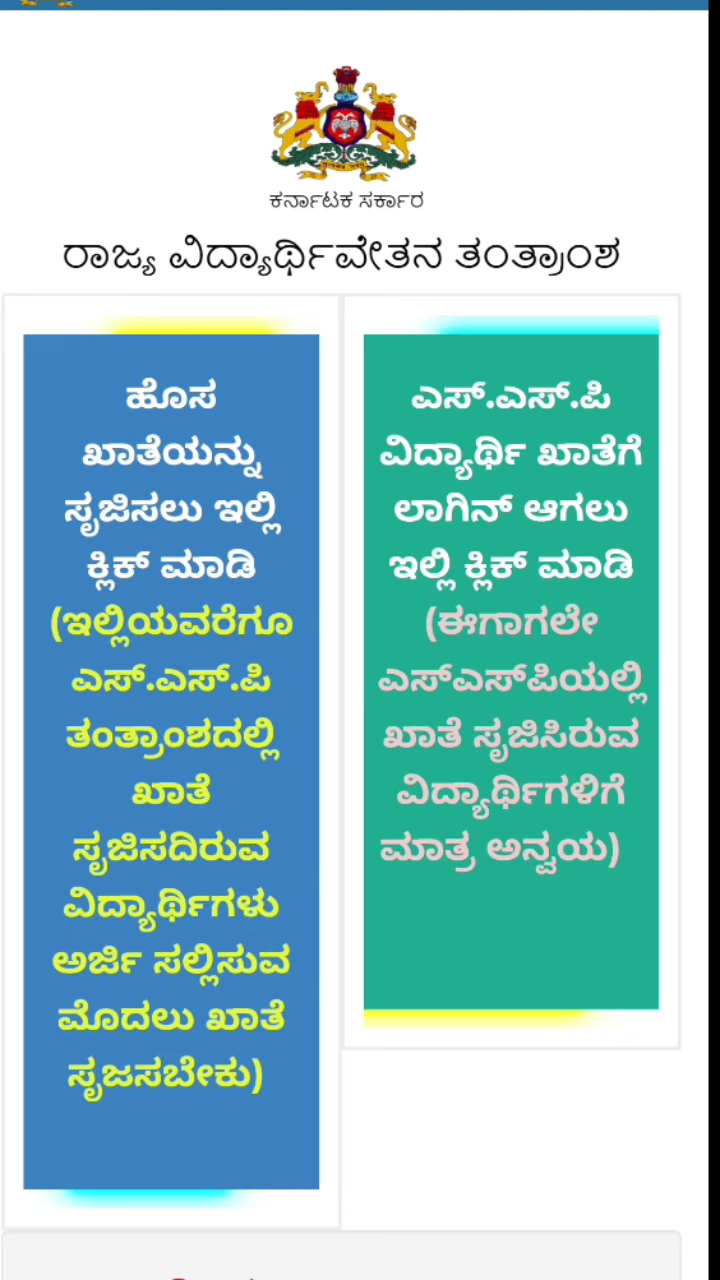 ಕರ್ನಾಟಕ ಸರ್ಕಾರ
ರಾಜ್ಯ ವಿದ್ಯಾರ್ಥಿವೇತನ ತಂತ್ರಾಂಶ
ಹೊಸ
ಖಾತೆಯನ್ನು
ಸೃಜಿಸಲು ಇಲ್ಲಿ
ಕ್ಲಿಕ್ ಮಾಡಿ
(ಇಲ್ಲಿಯವರೆಗೂ
ಎಸ್.ಎಸ್.ಪಿ
ತಂತ್ರಾಂಶದಲ್ಲಿ
ಖಾತೆ
ಸೃಜಿಸದಿರುವ
ವಿದ್ಯಾರ್ಥಿಗಳು
ಅರ್ಜಿ ಸಲ್ಲಿಸುವ
ಮೊದಲು ಖಾತೆ
ಸೃಜಸಬೇಕು)
ಎಸ್.ಎಸ್.ಪಿ
ವಿದ್ಯಾರ್ಥಿ ಖಾತೆಗೆ
ಲಾಗಿನ್ ಆಗಲು
ಇಲ್ಲಿ ಕ್ಲಿಕ್ ಮಾಡಿ
(ಈಗಾಗಲೇ
ಎಸ್ಎಸ್‌ಪಿಯಲ್ಲಿ
ಖಾತೆ ಸೃಜಿಸಿರುವ
ವಿದ್ಯಾರ್ಥಿಗಳಿಗೆ
ಮಾತ್ರ ಅನ್ವಯ)